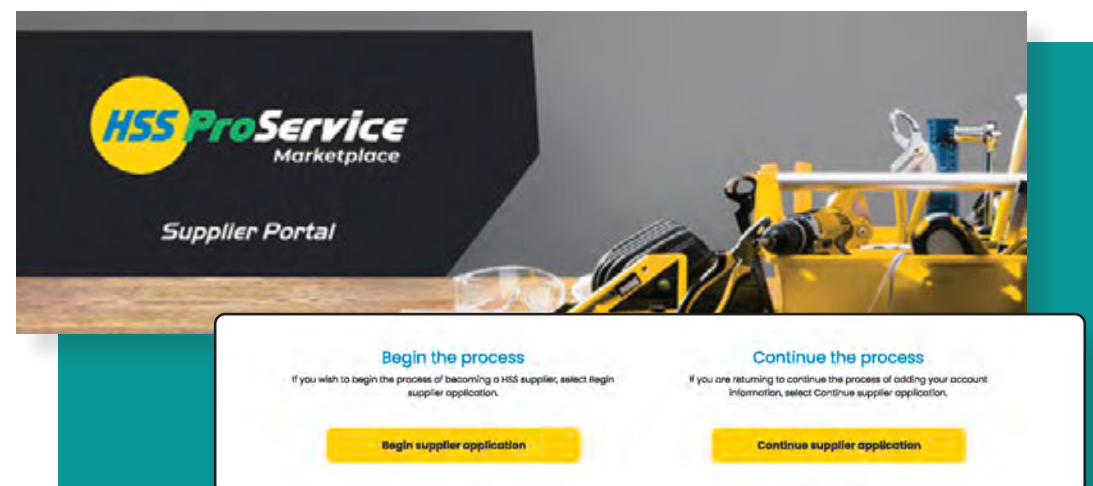 HSS ProService
Marketplace
Supplier Portal
Begin the process
If you wish to begin the process of becoming a HSS supplier, select Begin
supplier application.
Begin supplier application
Continue the process
If you are returning to continue the process of adding your account
information, select Continue supplier application.
Continue supplier application